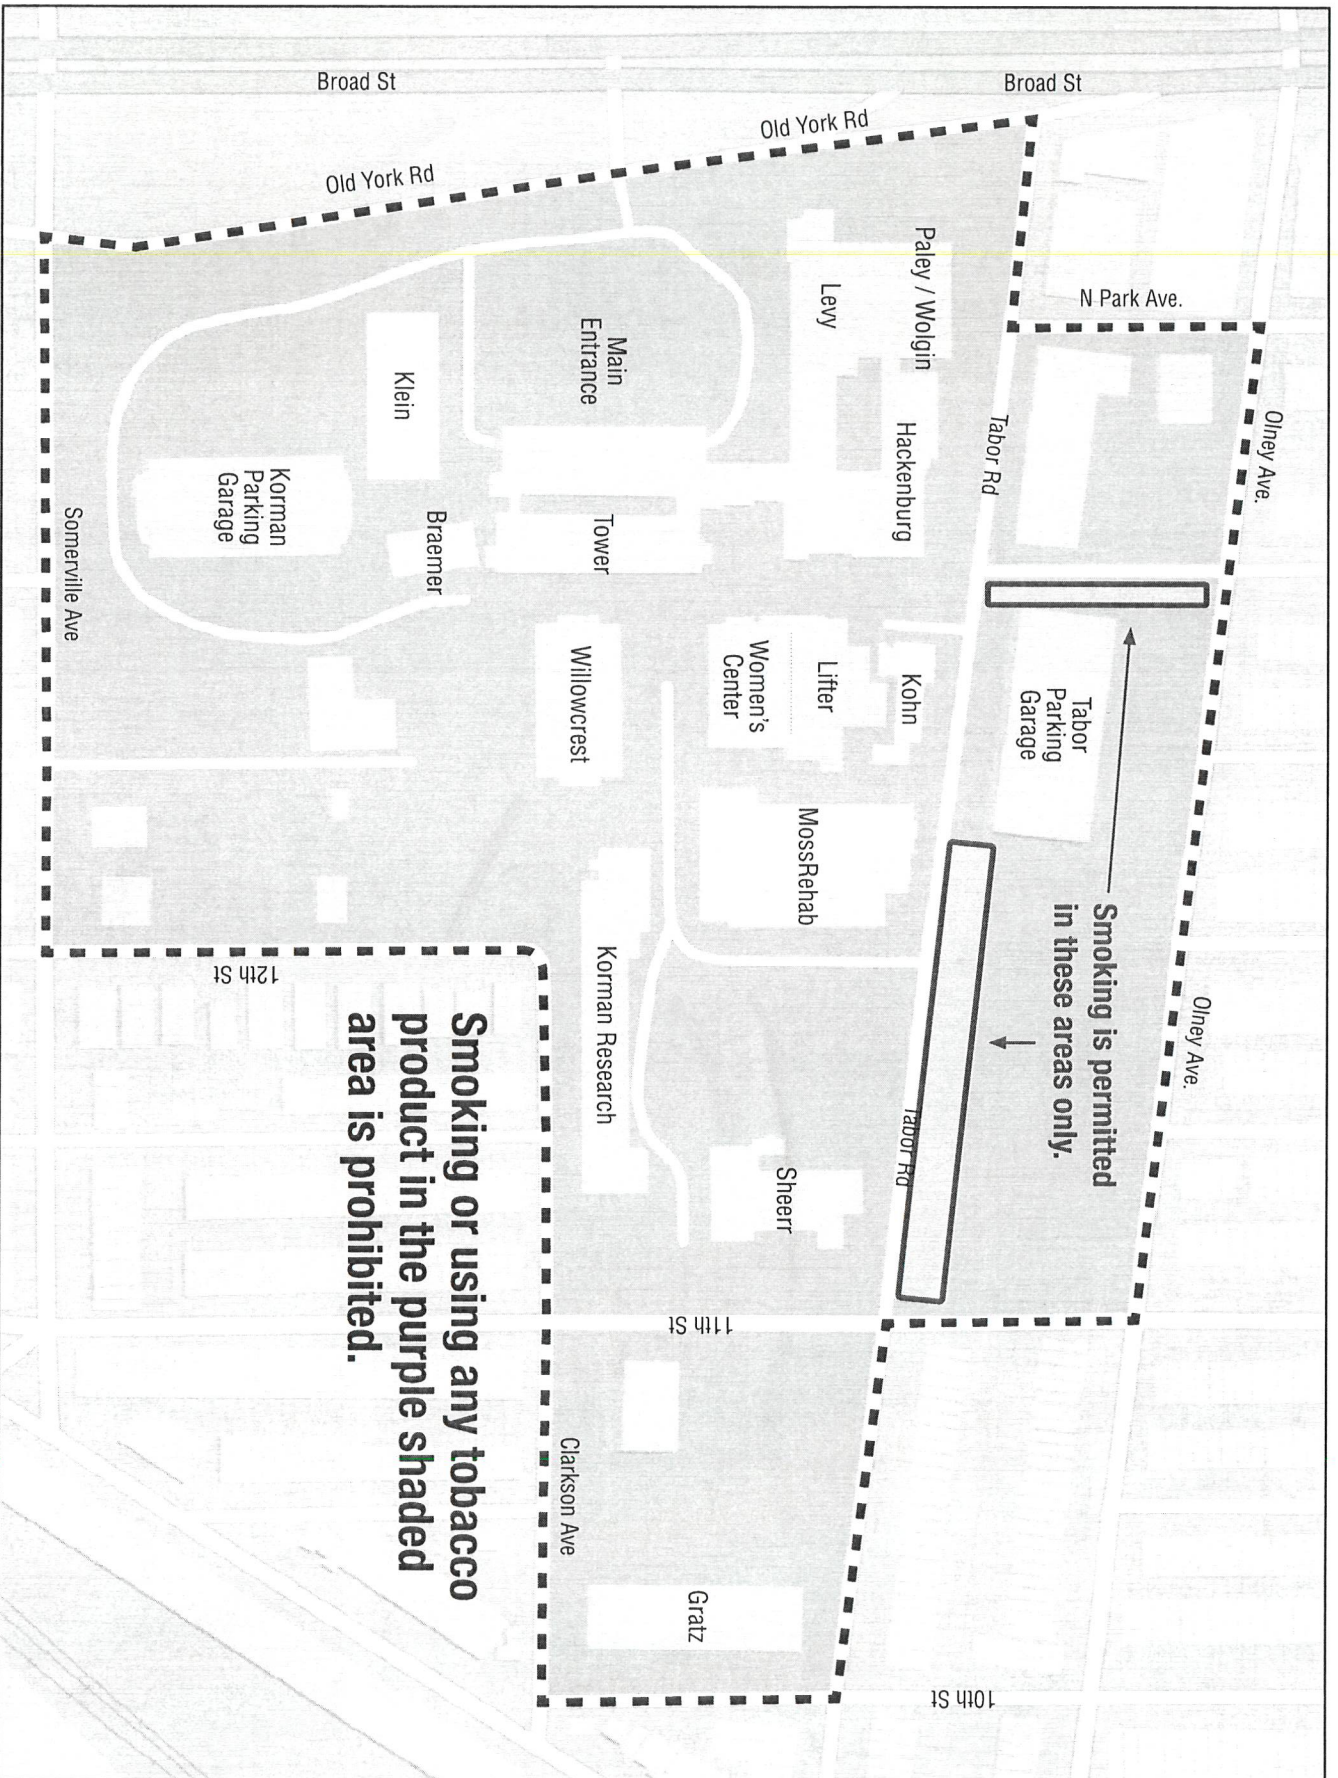 Broad St
Broad St
Old York Rd
Old York Rd
N Park Ave.
Olney Ave.
Olney Ave.
Tabor Rd
Tabor Rd
Paley / Wolgin
Levy
Hackenburg
Main
Entrance
Klein
Korman
Parking
Garage
Braemer
Tower
Somerville Ave
Willowcrest
Women's
Center
Lifter
Kohn
Tabor
Parking
Garage
MossRehab
Smoking is permitted
in these areas only.
Korman Research
Sheerr
12th St
11th St
10th St
Clarkson Ave
Gratz
Smoking or using any tobacco
product in the purple shaded
area is prohibited.